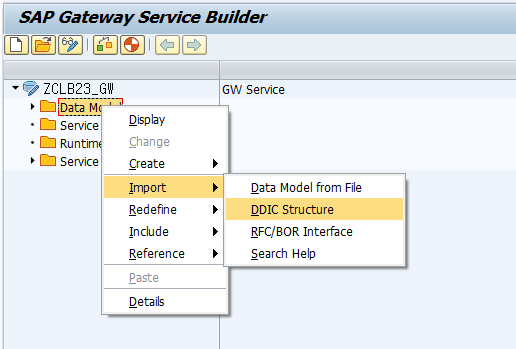 SAP Gateway Service Builder
ZCLB23_GW GW Service
Data Mo
Service
Runtime
Service
Display
Change
Create
Import
Redefine
Include
Reference
Paste
Details
Data Model from File
DDIC Structure
RFC/BOR Interface
Search Help